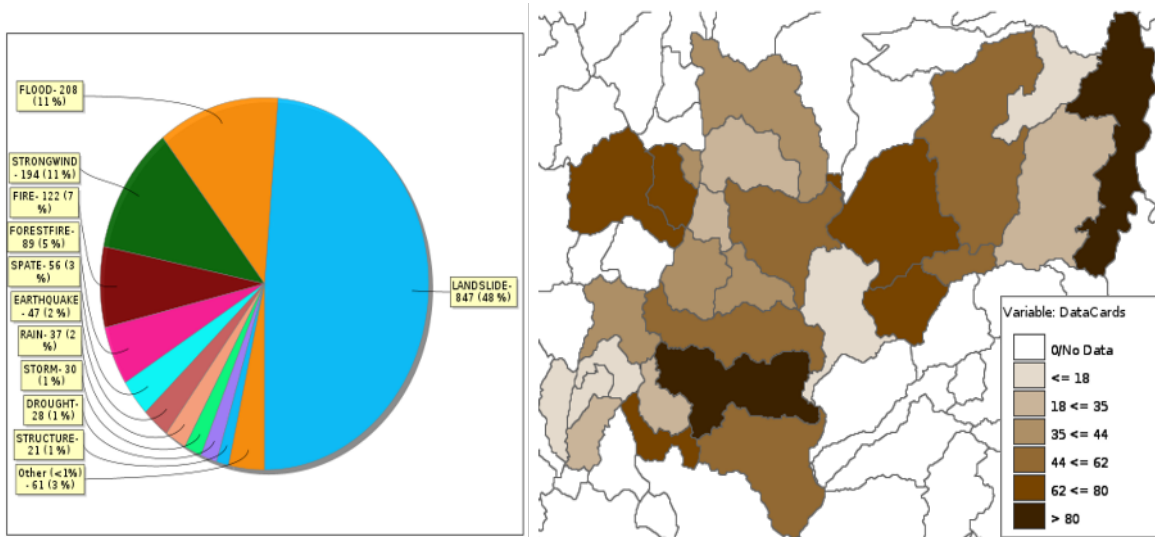 FLOOD- 208
(11 %)
STRONGWIND
- 194 (11 %)
FIRE- 122 (7
%)
FORESTFIRE-
89 (5 %)
SPATE- 56 (3
%)
EARTHQUAKE
- 47 (2 %)
RAIN- 37 (2
%)
STORM- 30
(1 %)
DROUGHT-
28 (1 %)
STRUCTURE-
21 (1 %)
Other (<1%)
- 61 (3 %)
LANDSLIDE-
847 (48 %)
Variable: DataCards
0/No Data
<= 18
18 <= 35
35 <= 44
44 <= 62
62 <= 80
> 80